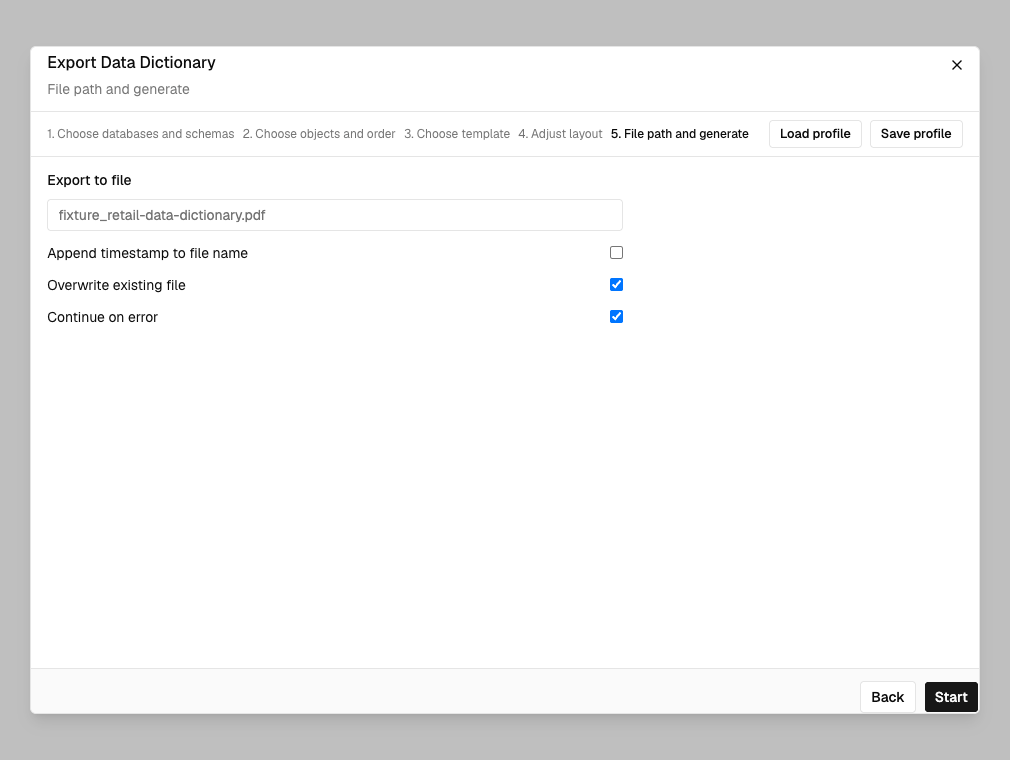 Export Data Dictionary
File path and generate
1. Choose databases and schemas 2. Choose objects and order 3. Choose template 4. Adjust layout 5. File path and generate Load profile Save profile
Export to file
fixture_retail-data-dictionary.pdf
Append timestamp to file name
Overwrite existing file
Continue on error
Back Start